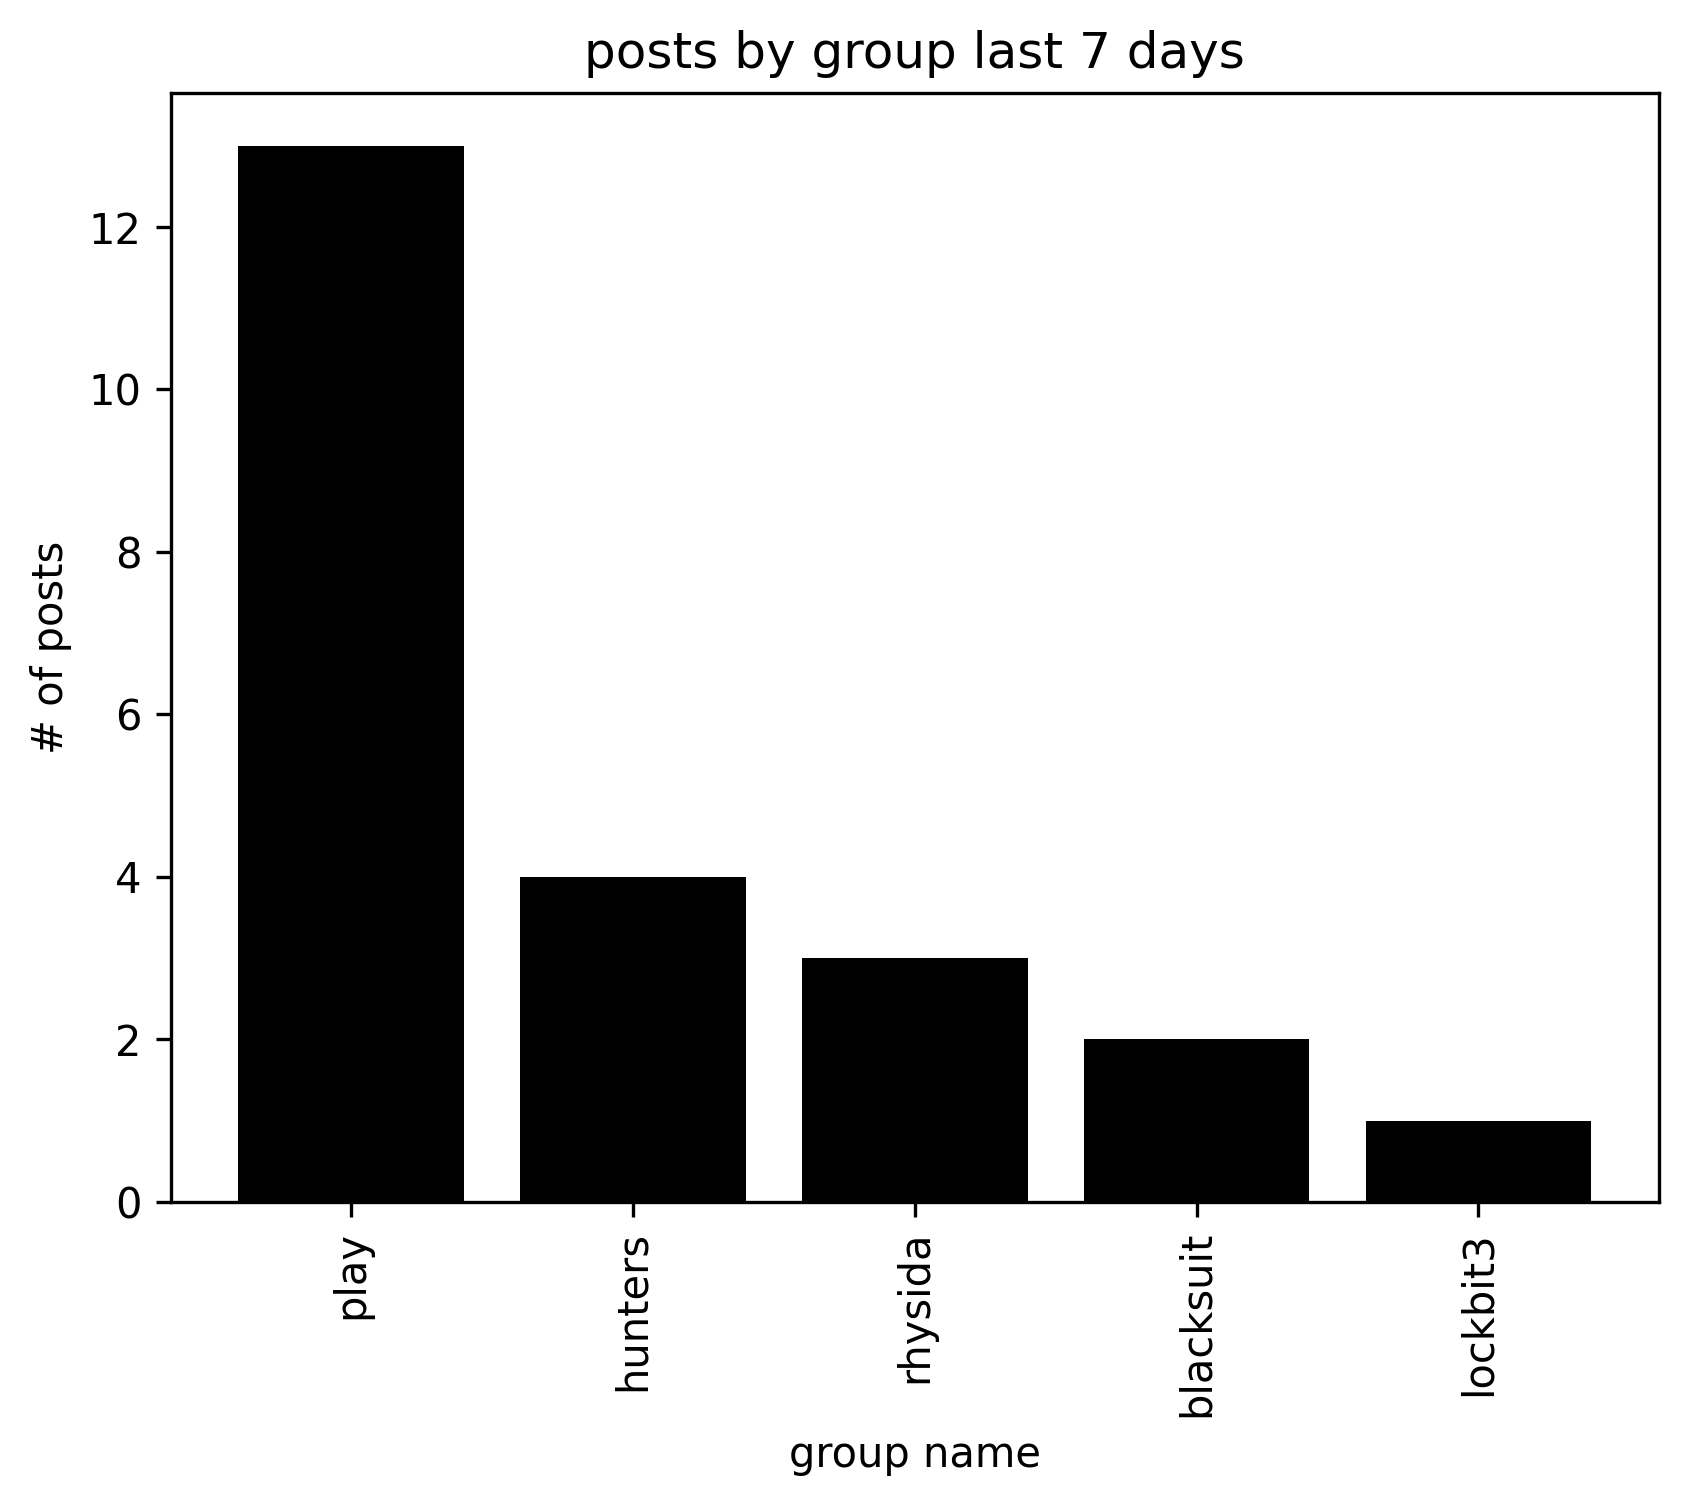 posts by group last 7 days
# of posts
12
10
8
6
4
2
0
play
hunters
rhysida
blacksuit
lockbit3
group name